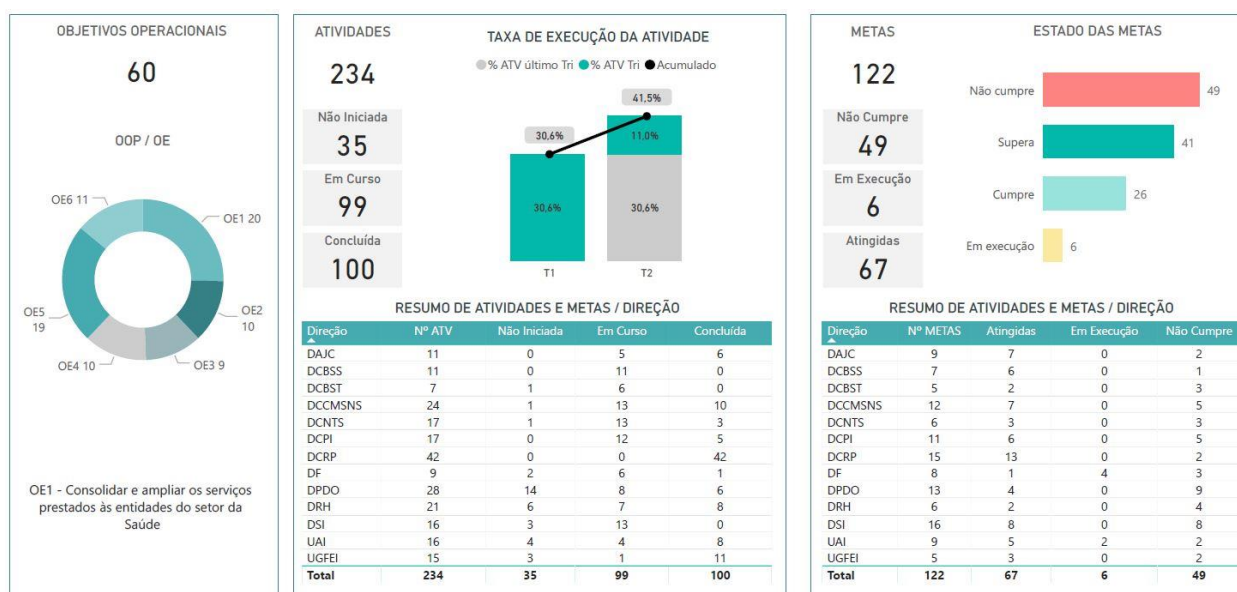 OBJETIVOS OPERACIONAIS
60
OOP / OE
OE6 11
OE1 20
OE5
19
OE2
10
OE4 10
OE3 9
OE1 - Consolidar e ampliar os serviços
prestados às entidades do setor da
Saúde
ATIVIDADES
234
Não Iniciada
35
Em Curso
99
Concluída
100
TAXA DE EXECUÇÃO DA ATIVIDADE
% ATV último Tri % ATV Tri Acumulado
41,5%
30,6%
11,0%
30,6%
30,6%
T1 T2
RESUMO DE ATIVIDADES E METAS / DIREÇÃO
Direção Nº ATV Não Iniciada Em Curso Concluída
DAJC 11 0 5 6
DCBSS 11 0 11 0
DCBST 7 1 6 0
DCCMSNS 24 1 13 10
DCNTS 17 1 13 3
DCPI 17 0 12 5
DCRP 42 0 0 42
DF 9 2 6 1
DPDO 28 14 8 6
DRH 21 6 7 8
DSI 16 3 13 0
UAI 16 4 4 8
UGFEI 15 3 1 11
Total 234 35 99 100
METAS
122
Não Cumpre
49
Em Execução
6
Atingidas
67
ESTADO DAS METAS
Não cumpre 49
Supera 41
Cumpre 26
Em execução 6
RESUMO DE ATIVIDADES E METAS / DIREÇÃO
Direção Nº METAS Atingidas Em Execução Não Cumpre
DAJC 9 7 0 2
DCBSS 7 6 0 1
DCBST 5 2 0 3
DCCMSNS 12 7 0 5
DCNTS 6 3 0 3
DCPI 11 6 0 5
DCRP 15 13 0 2
DF 8 1 4 3
DPDO 13 4 0 9
DRH 6 2 0 4
DSI 16 8 0 8
UAI 9 5 2 2
UGFEI 5 3 0 2
Total 122 67 6 49